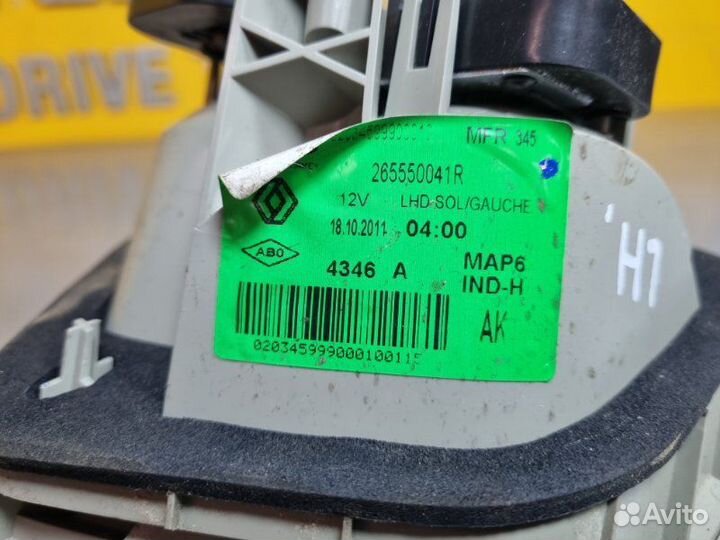 DRIVE
MFR 345
265550041R
12V LHD-SOL/GAUCHE
18.10.2011 04:00
ABO
4346 A
MAP6
IND-H
AK
020345999000100115
H7
Avito